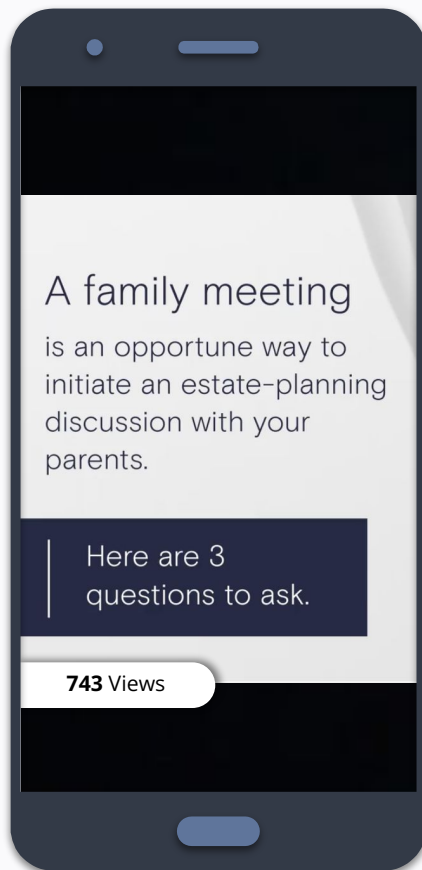 A family meeting
is an opportune way to
initiate an estate-planning
discussion with your
parents.
Here are 3
questions to ask.
743 Views